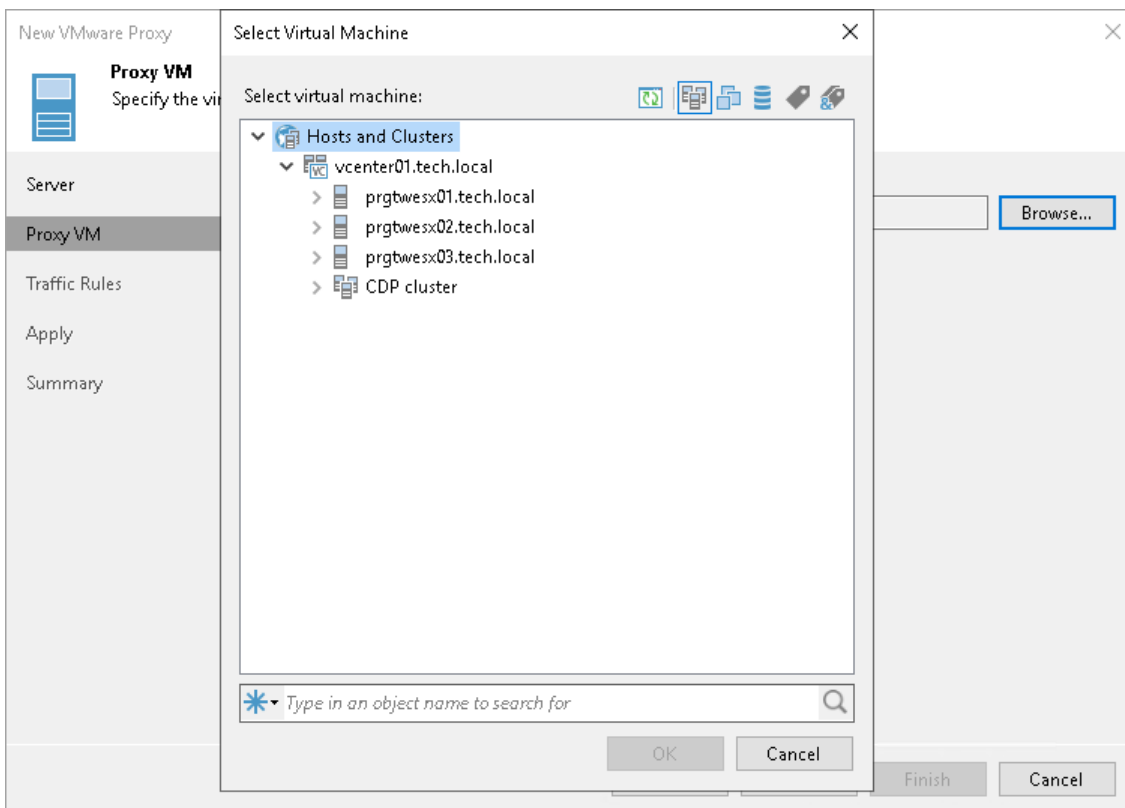 New VMware Proxy
Proxy VM
Specify the vi
Server
Proxy VM
Traffic Rules
Apply
Summary
Select Virtual Machine
Select virtual machine:
Hosts and Clusters
VC vcenter01.tech.local
prgtwesx01.tech.local
prgtwesx02.tech.local
prgtwesx03.tech.local
CDP cluster
Type in an object name to search for
OK Cancel
Browse...
Finish Cancel